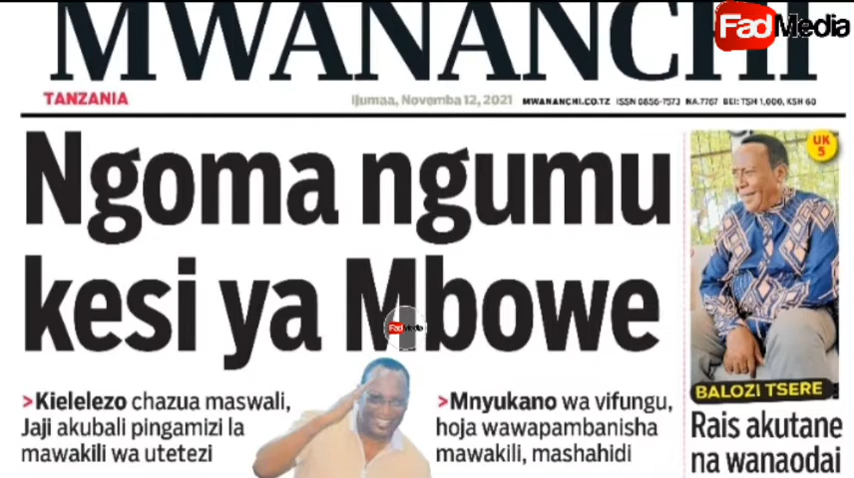 MWANANCHI
FadMedia
TANZANIA
Ijumaa, Novemba 12, 2021
MWANANCHI.CO.TZ ISSN 0856-7573 NA.7767 BEI: TSH 1,000, KSH 60
Ngoma ngumu
kesi ya Mbowe
FadMedia
>Kielelezo chazua maswali,
Jaji akubali pingamizi la
mawakili wa utetezi
>Mnyukano wa vifungu,
hoja wawapambanisha
mawakili, mashahidi
UK
5
BALOZI TSERE
Rais akutane
na wanaodai